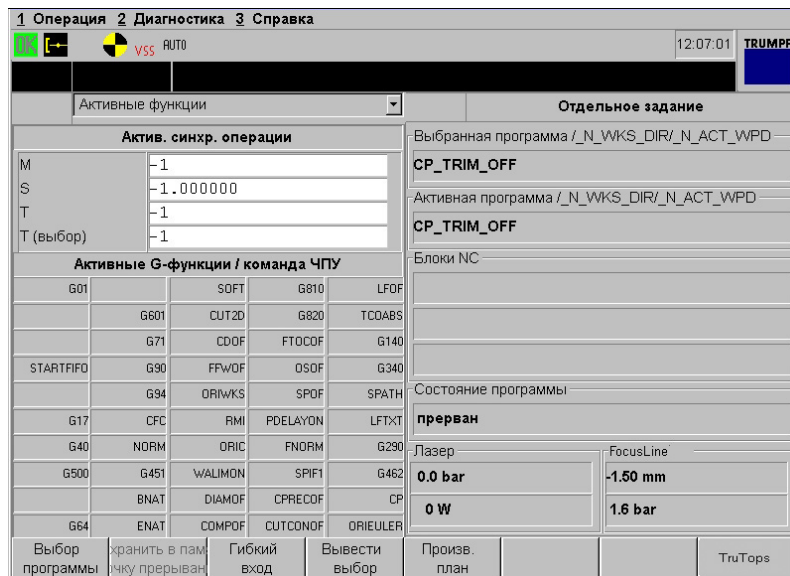 1 Операция 2 Диагностика 3 Справка
OK VSS AUTO 12:07:01 TRUMPF
Активные функции Отдельное задание
Актив. синхр. операции
M -1
S -1.000000
T -1
T (выбор) -1
Выбранная программа /_N_WKS_DIR/_N_ACT_WPD
CP_TRIM_OFF
Активная программа /_N_WKS_DIR/_N_ACT_WPD
CP_TRIM_OFF
Активные G-функции / команда ЧПУ
G01 SOFT G810 LFOF
G601 CUT2D G820 TCOABS
G71 CDOF FTOCOF G140
STARTFIFO G90 FFWOF OSOF G340
G94 ORIWKS SPOF SPATH
G17 CFC RMI PDELAYON LFTXT
G40 NORM ORIC FNORM G290
G500 G451 WALIMON SPIF1 G462
BNAT DIAMOF CPRECOF CP
G64 ENAT COMPOF CUTCONOF ORIEULER
Блоки NC
Состояние программы
прерван
Лазер
0.0 bar
0 W
FocusLine
-1.50 mm
1.6 bar
Выбор программы
хранить в пам
очку прерыван
Гибкий вход
Вывести выбор
Произв. план
TruTops